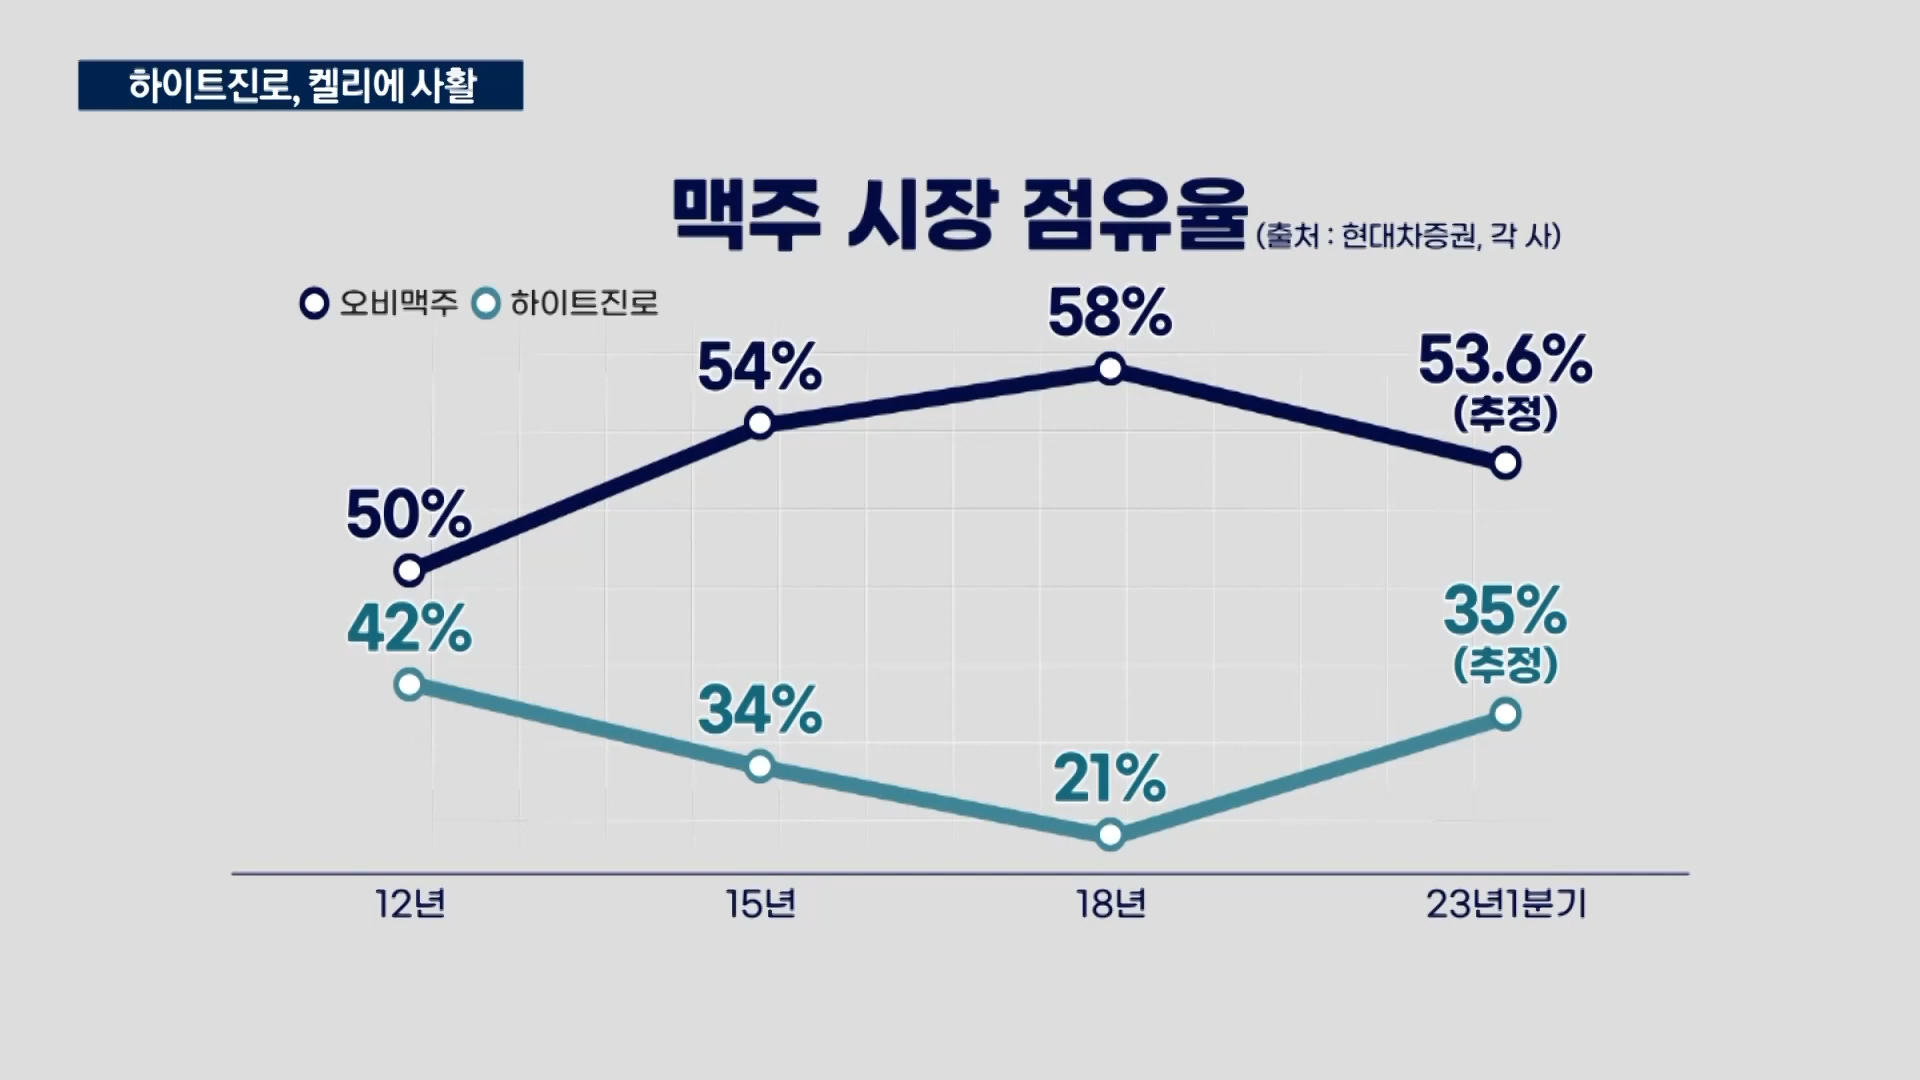 하이트진로, 켈리에 사활
맥주 시장 점유율 (출처 : 현대차증권, 각 사)
오비맥주 하이트진로
50% 54% 58% 53.6%
(추정)
42% 34% 21% 35%
(추정)
12년 15년 18년 23년1분기